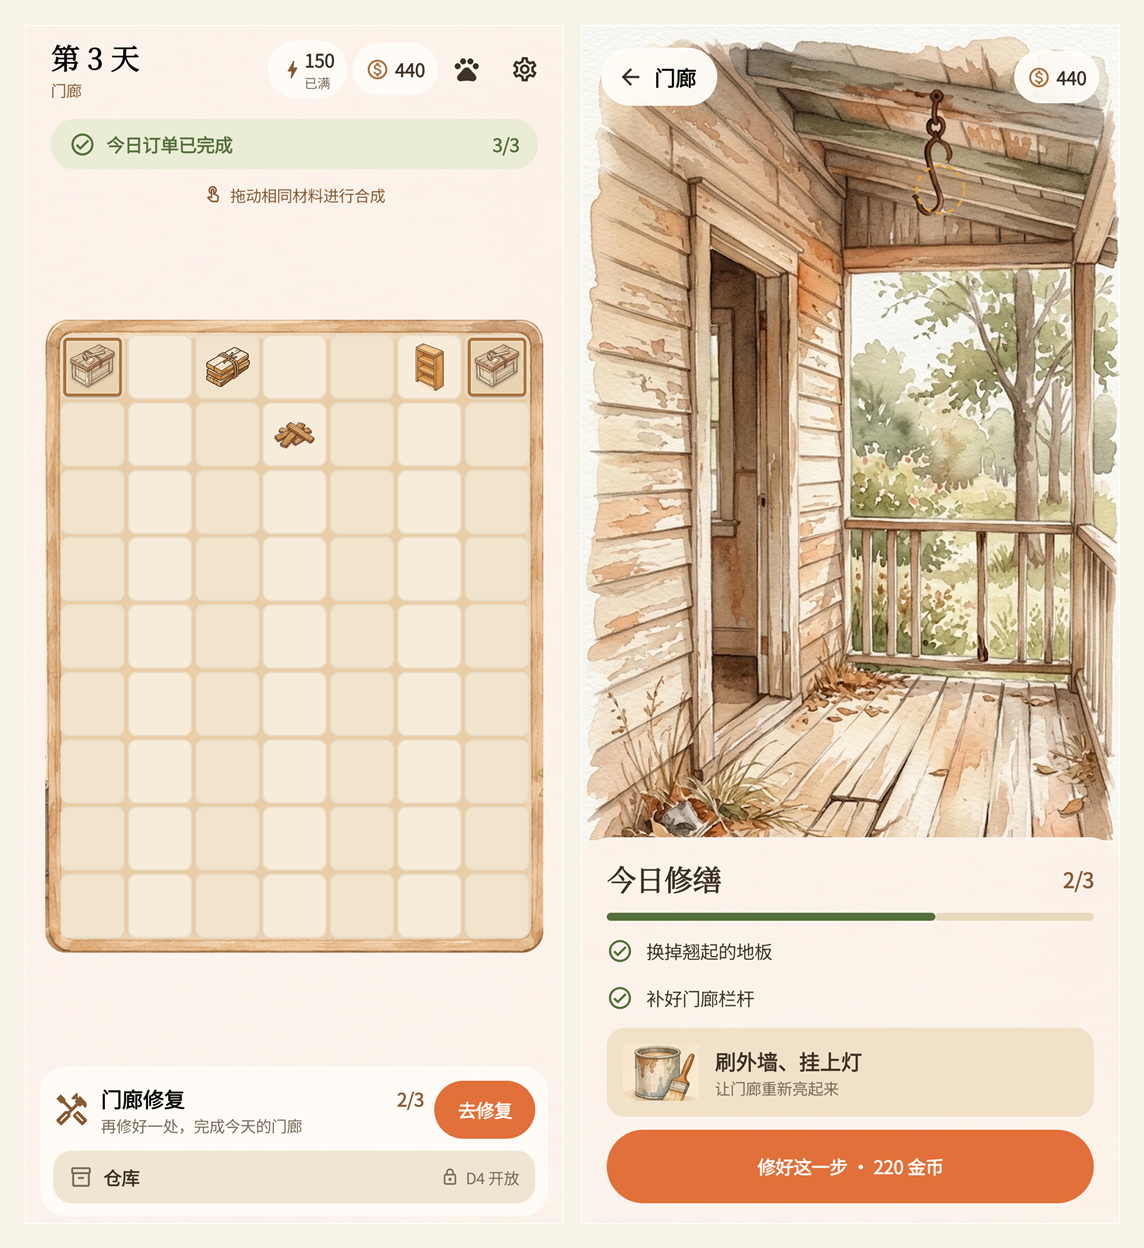 第 3 天
门廊
150
已满
440
今日订单已完成
3/3
拖动相同材料进行合成
门廊修复
2/3
再修好一处，完成今天的门廊
去修复
仓库
D4 开放
门廊
440
今日修缮
2/3
换掉翘起的地板
补好门廊栏杆
刷外墙、挂上灯
让门廊重新亮起来
修好这一步 · 220 金币